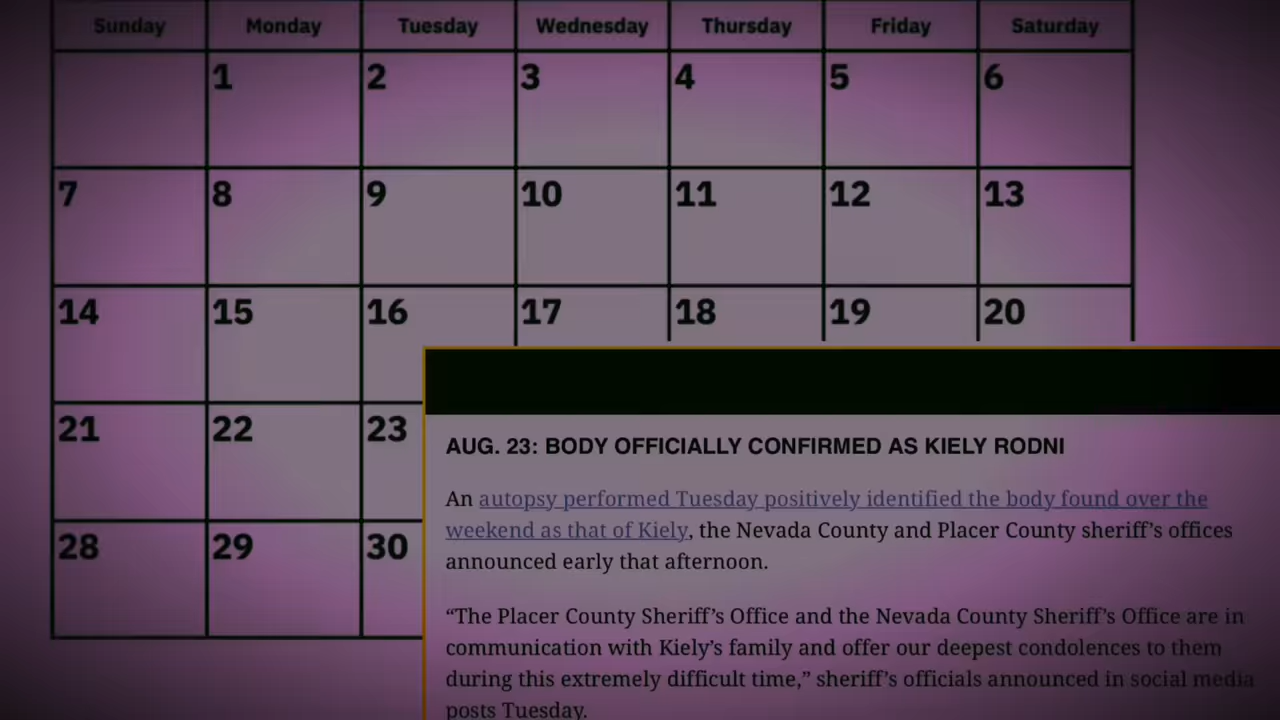 Sunday Monday Tuesday Wednesday Thursday Friday Saturday
1 2 3 4 5 6
7 8 9 10 11 12 13
14 15 16 17 18 19 20
21 22 23
28 29 30
AUG. 23: BODY OFFICIALLY CONFIRMED AS KIELY RODNI
An autopsy performed Tuesday positively identified the body found over the
weekend as that of Kiely, the Nevada County and Placer County sheriff’s offices
announced early that afternoon.
“The Placer County Sheriff’s Office and the Nevada County Sheriff’s Office are in
communication with Kiely’s family and offer our deepest condolences to them
during this extremely difficult time,” sheriff’s officials announced in social media
posts Tuesday.